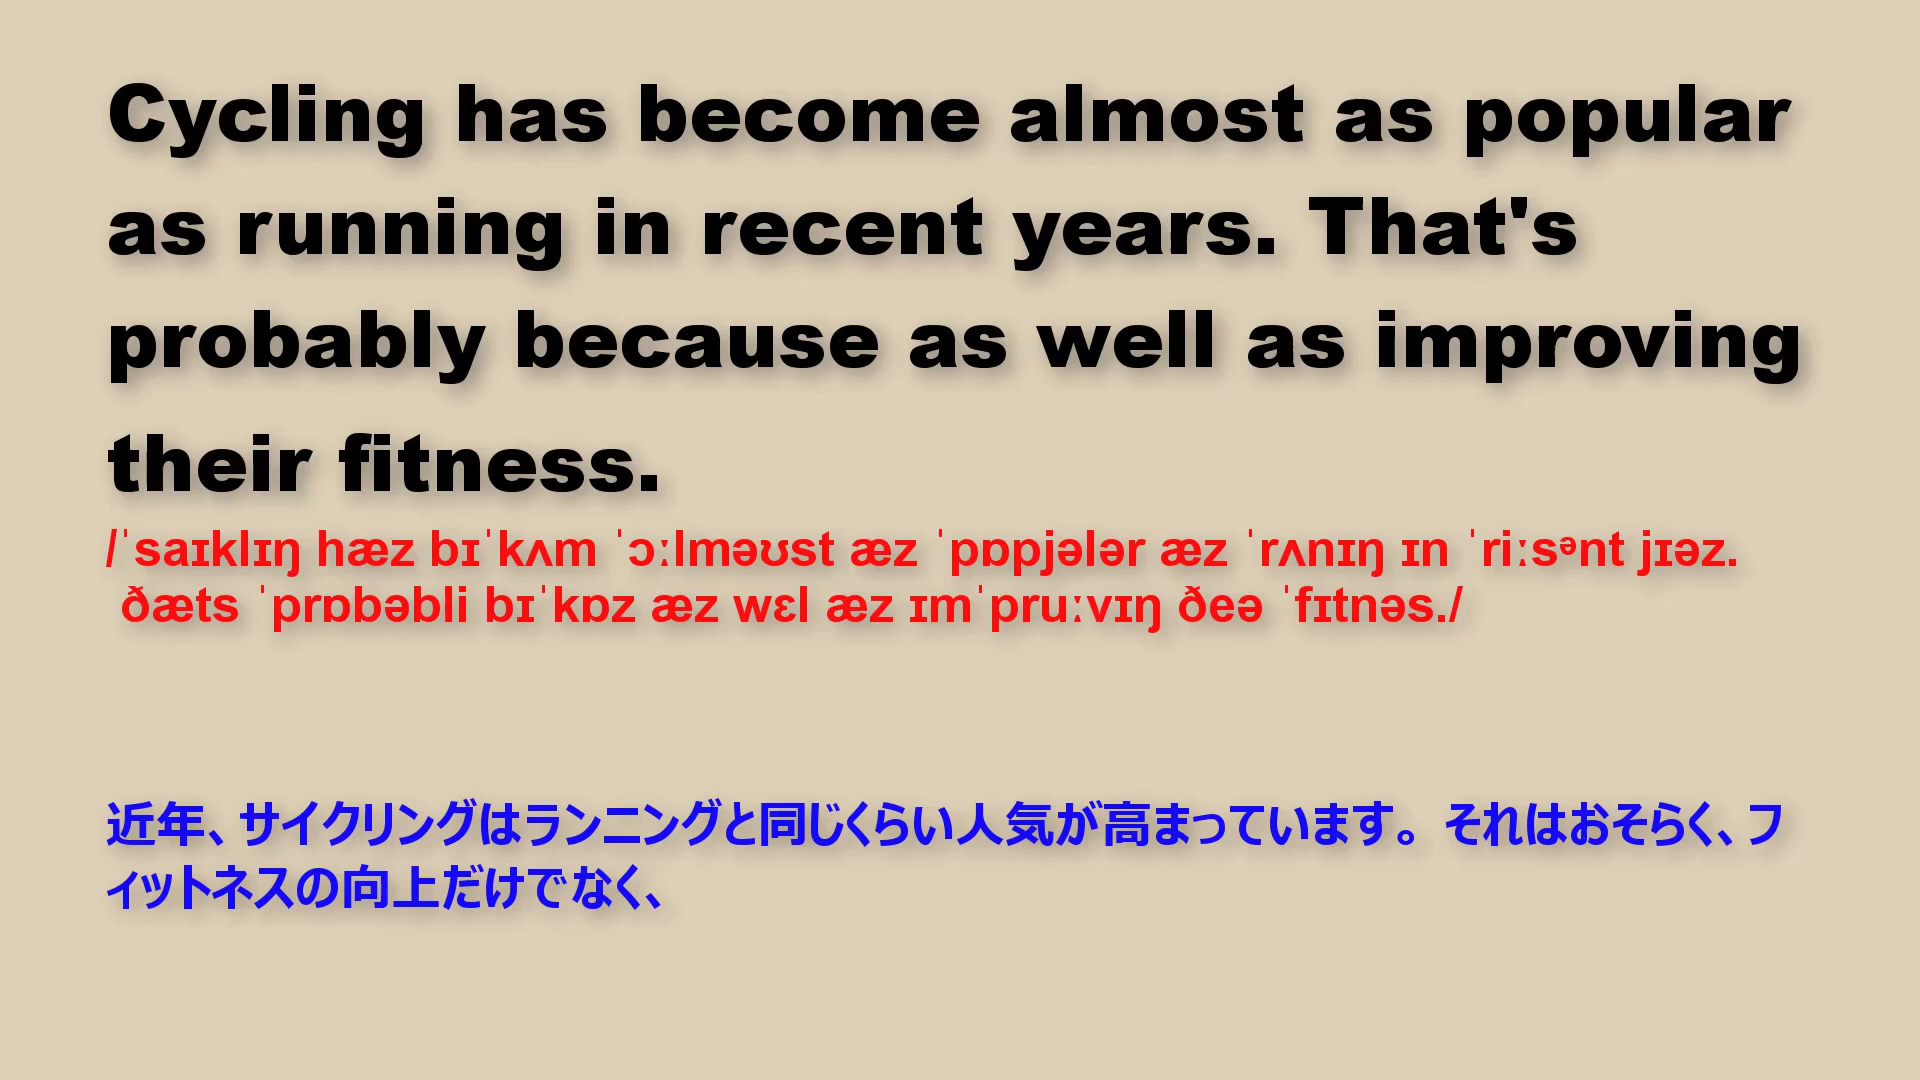 Cycling has become almost as popular
as running in recent years. That's
probably because as well as improving
their fitness.
/ˈsaɪklɪŋ hæz bɪˈkʌm ˈɔːlməʊst æz ˈpɒpjələr æz ˈrʌnɪŋ ɪn ˈriːsᵊnt jɪəz.
ðæts ˈprɒbəbli bɪˈkɒz æz wɛl æz ɪmˈpruːvɪŋ ðeə ˈfɪtnəs./
近年、サイクリングはランニングと同じくらい人気が高まっています。それはおそらく、フ
ィットネスの向上だけでなく、